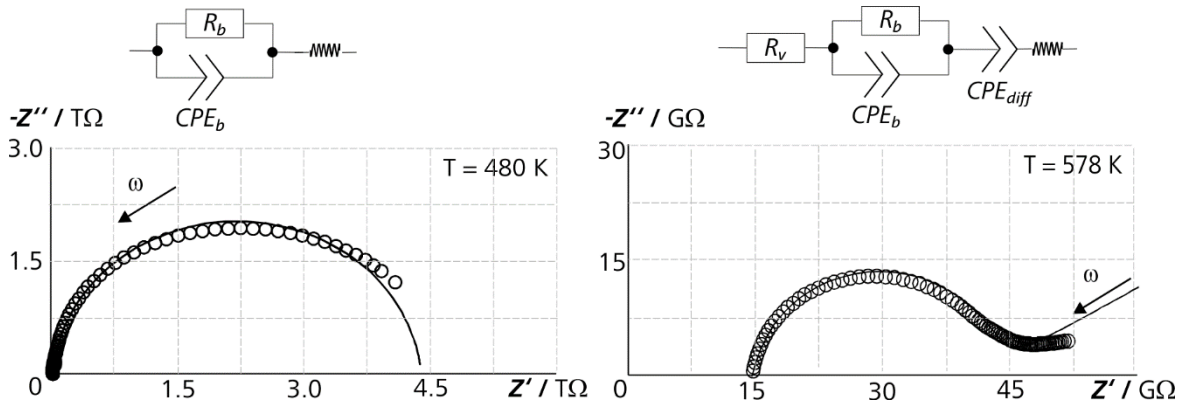 R_b
CPE_b
-Z'' / TΩ
3.0
T = 480 K
ω
1.5
0
1.5
3.0
4.5
Z' / TΩ
R_v
R_b
CPE_b
CPE_diff
-Z'' / GΩ
30
T = 578 K
15
ω
0
15
30
45
Z' / GΩ